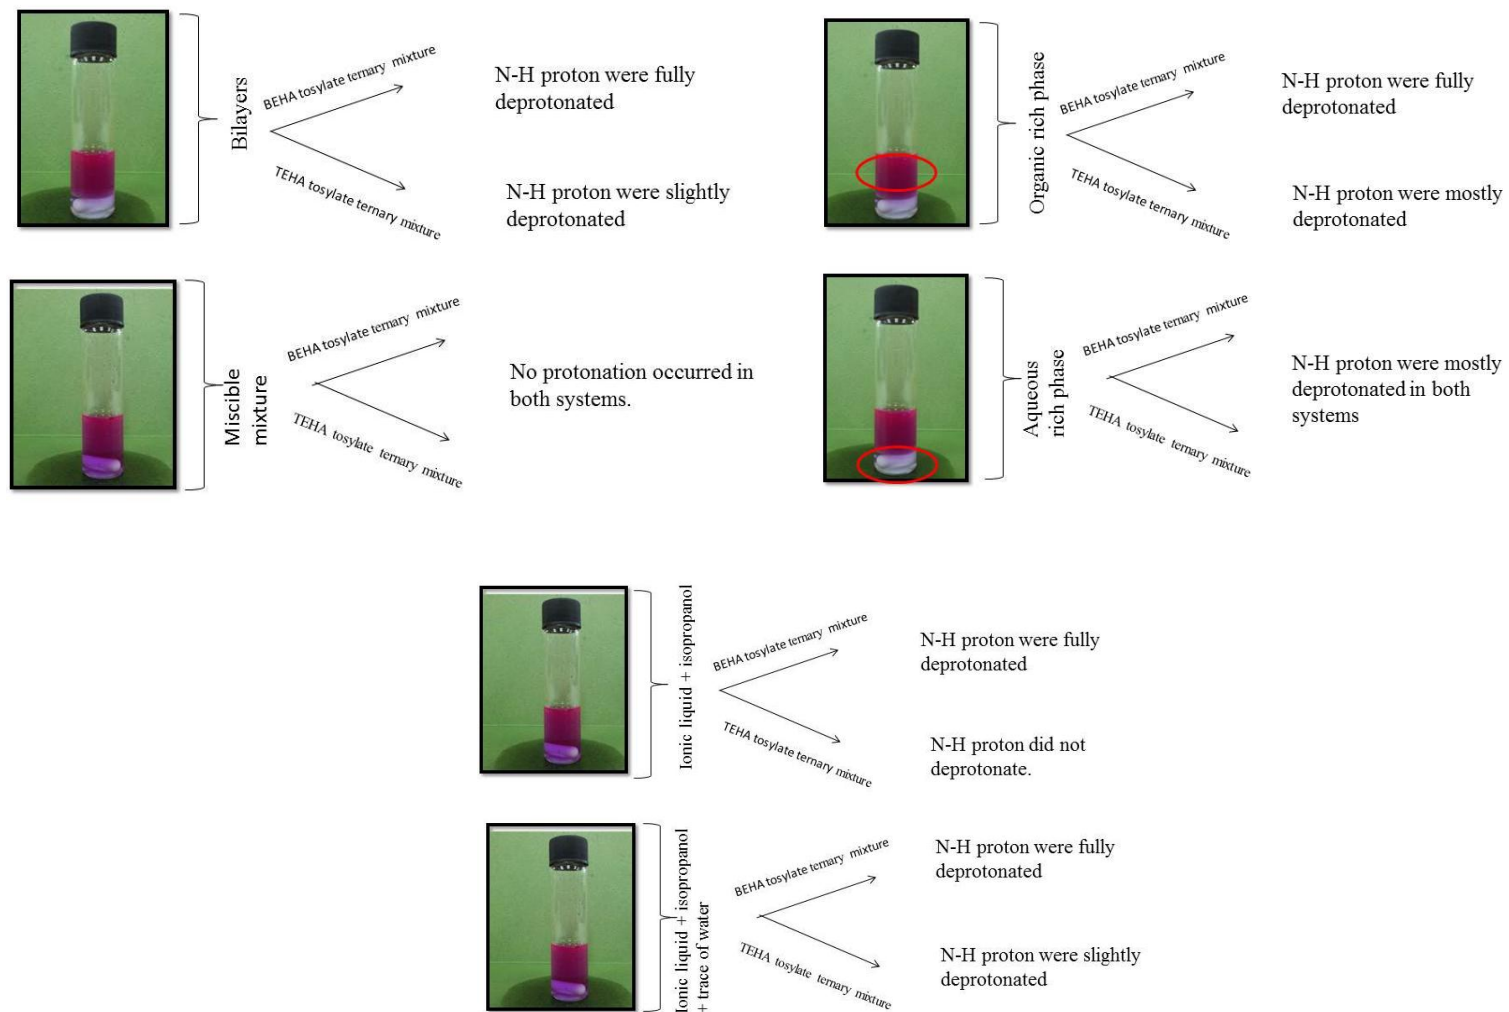 Bilayers
BEHA tosylate ternary mixture
N-H proton were fully
deprotonated
TEHA tosylate ternary mixture
N-H proton were slightly
deprotonated
Organic rich phase
BEHA tosylate ternary mixture
N-H proton were fully
deprotonated
TEHA tosylate ternary mixture
N-H proton were mostly
deprotonated
Miscible
mixture
BEHA tosylate ternary mixture
No protonation occurred in
both systems.
TEHA tosylate ternary mixture
Aqueous
rich phase
BEHA tosylate ternary mixture
N-H proton were mostly
deprotonated in both
systems
TEHA tosylate ternary mixture
Ionic liquid + isopropanol
BEHA tosylate ternary mixture
N-H proton were fully
deprotonated
TEHA tosylate ternary mixture
N-H proton did not
deprotonate.
Ionic liquid + isopropanol
+ trace of water
BEHA tosylate ternary mixture
N-H proton were fully
deprotonated
TEHA tosylate ternary mixture
N-H proton were slightly
deprotonated